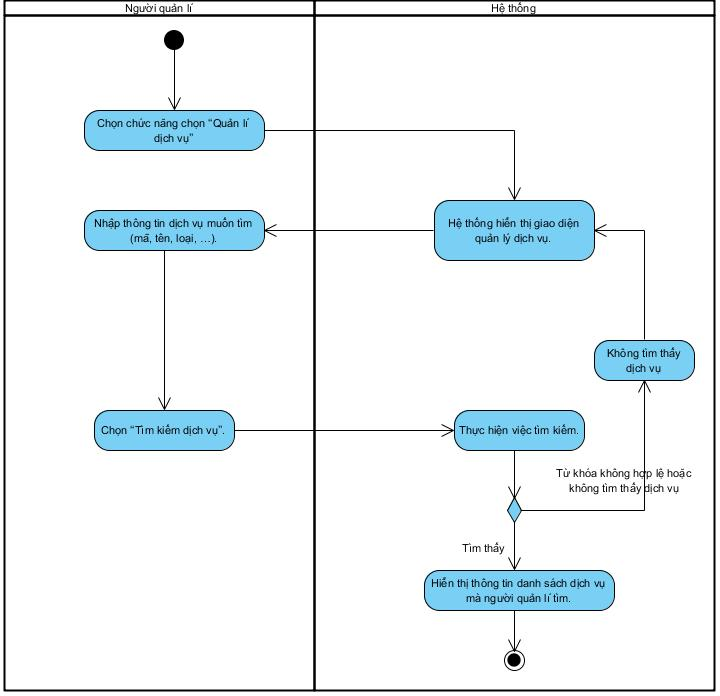 Người quản lí
Hệ thống
Chọn chức năng chọn "Quản lí
dịch vụ"
Hệ thống hiển thị giao diện
quản lý dịch vụ.
Nhập thông tin dịch vụ muốn tìm
(mã, tên, loại, ...).
Không tìm thấy
dịch vụ
Chọn "Tìm kiếm dịch vụ".
Thực hiện việc tìm kiếm.
Từ khóa không hợp lệ hoặc
không tìm thấy dịch vụ
Tìm thấy
Hiển thị thông tin danh sách dịch vụ
mà người quản lí tìm.